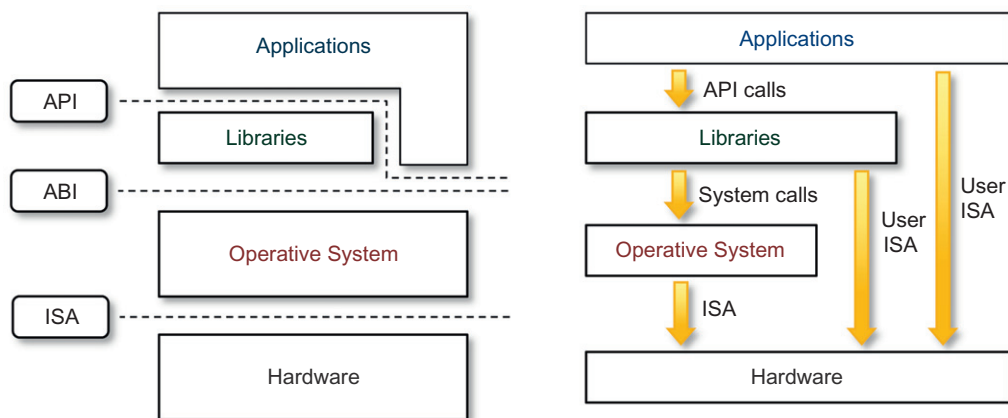 Applications
API
Libraries
ABI
Operative System
ISA
Hardware
Applications
API calls
Libraries
System calls
User
ISA
User
ISA
Operative System
ISA
Hardware